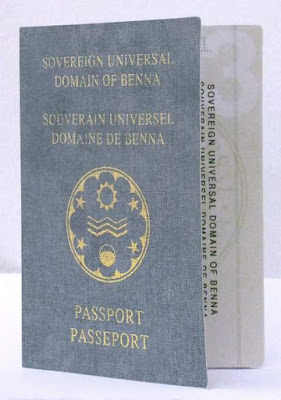 SOVEREIGN UNIVERSAL
DOMAIN OF BENNA
SOUVERAIN UNIVERSEL
DOMAINE DE BENNA
PASSPORT
PASSEPORT
SOVEREIGN UNIVERSAL DOMAIN OF BENNA
SOUVERAIN UNIVERSEL DOMAINE DE BENNA